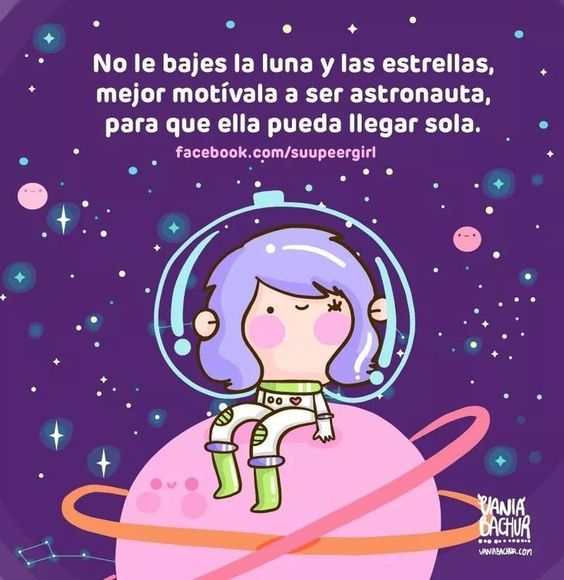 No le bajes la luna y las estrellas,
mejor motívala a ser astronauta,
para que ella pueda llegar sola.
facebook.com/suupeergirl
VANIA
BACHUR
VANIABACHUR.COM